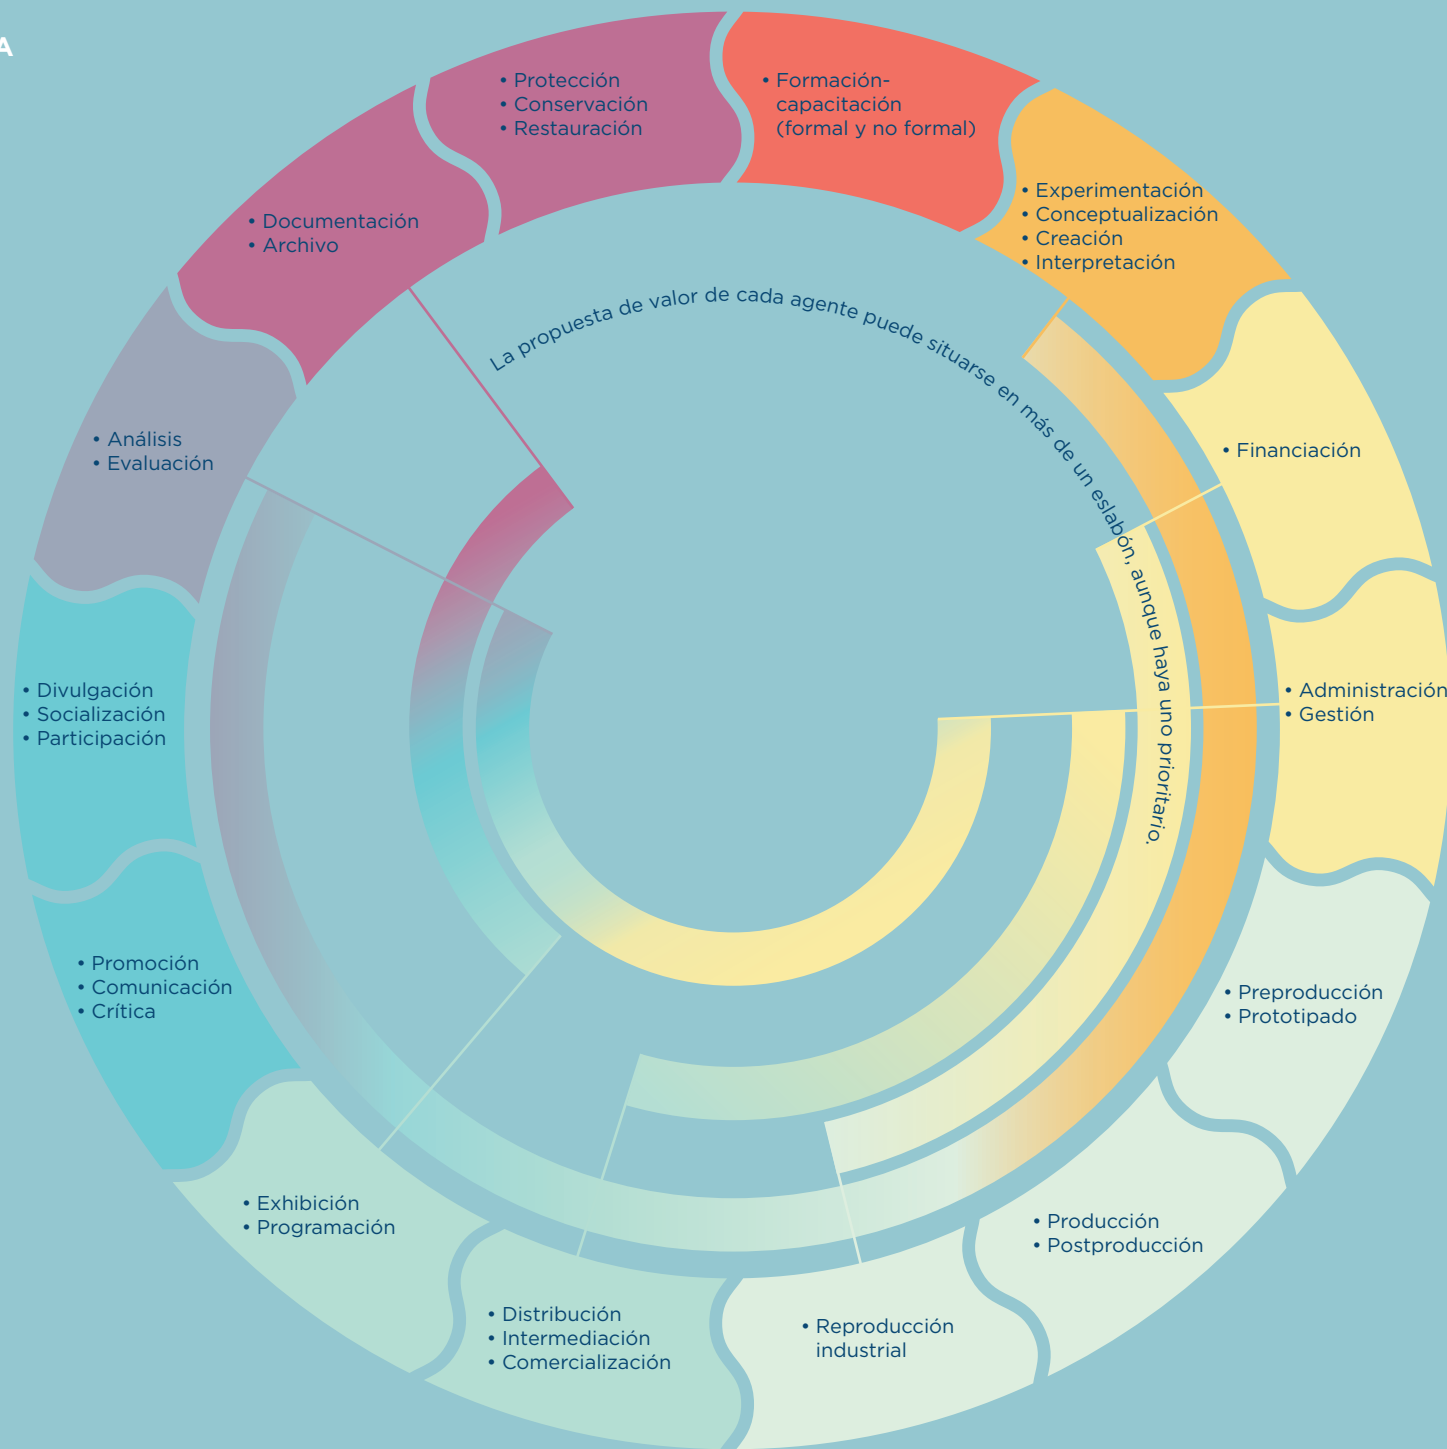 A
• Protección
• Conservación
• Restauración
• Formación-
capacitación
(formal y no formal)
• Experimentación
• Conceptualización
• Creación
• Interpretación
• Financiación
• Administración
• Gestión
• Preproducción
• Prototipado
• Producción
• Postproducción
• Reproducción
industrial
• Distribución
• Intermediación
• Comercialización
• Exhibición
• Programación
• Promoción
• Comunicación
• Crítica
• Divulgación
• Socialización
• Participación
• Análisis
• Evaluación
• Documentación
• Archivo
La propuesta de valor de cada agente puede situarse en más de un eslabón, aunque haya uno prioritario.